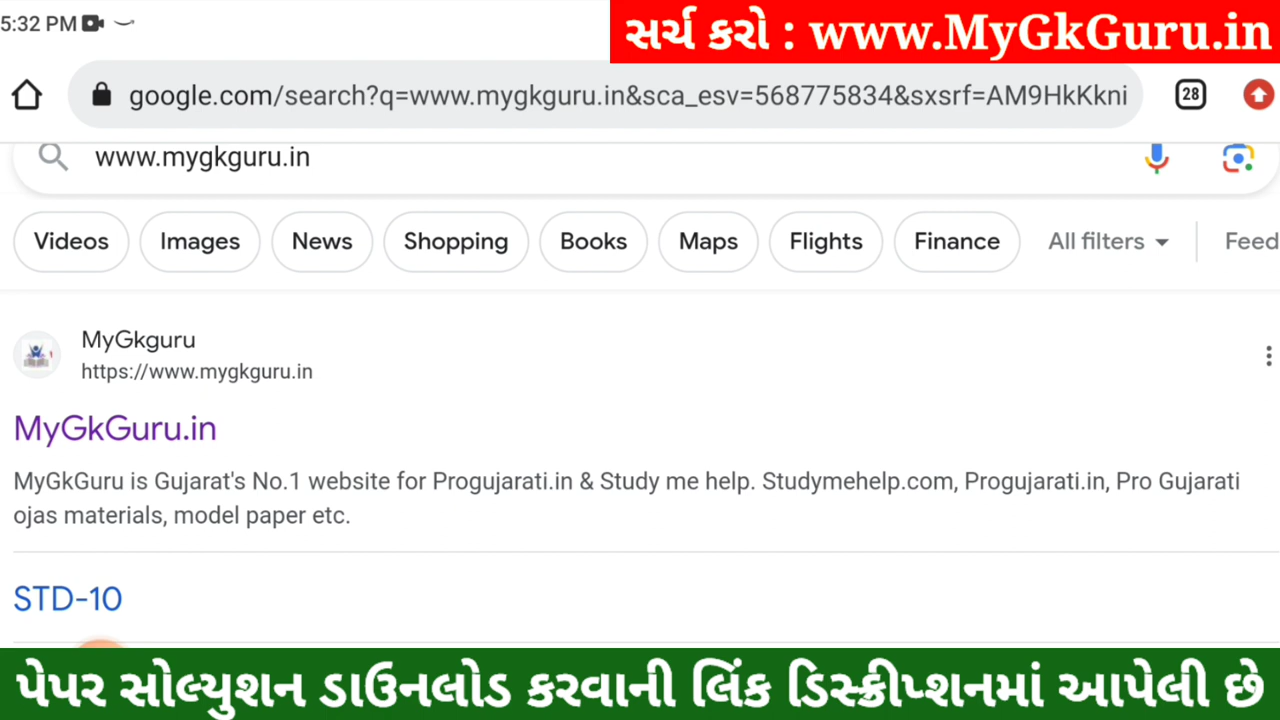 5:32 PM
સર્ચ કરો : www.MyGkGuru.in
google.com/search?q=www.mygkguru.in&sca_esv=568775834&sxsrf=AM9HkKkni
28
www.mygkguru.in
Videos Images News Shopping Books Maps Flights Finance All filters Feed
MyGkguru
https://www.mygkguru.in
MyGkGuru.in
MyGkGuru is Gujarat's No.1 website for Progujarati.in & Study me help. Studymehelp.com, Progujarati.in, Pro Gujarati
ojas materials, model paper etc.
STD-10
પેપર સોલ્યુશન ડાઉનલોડ કરવાની લિંક ડિસ્ક્રીપ્શનમાં આપેલી છે